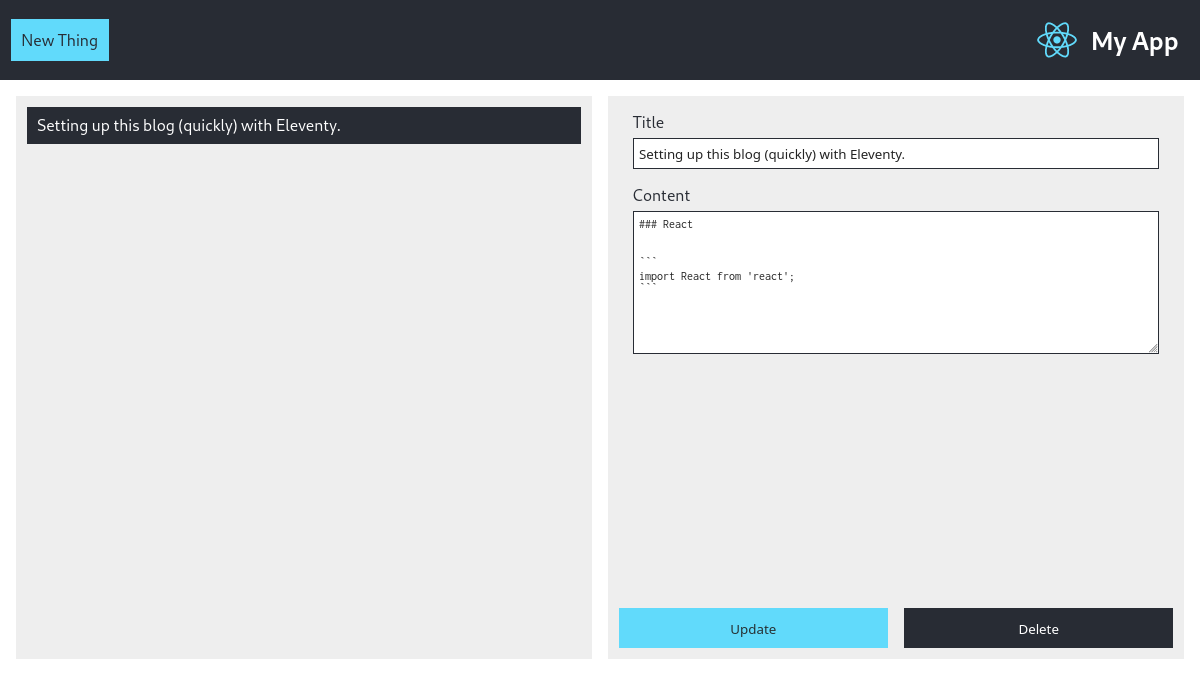 New Thing
My App
Setting up this blog (quickly) with Eleventy.
Title
Setting up this blog (quickly) with Eleventy.
Content
### React
```
import React from 'react';
```
Update
Delete